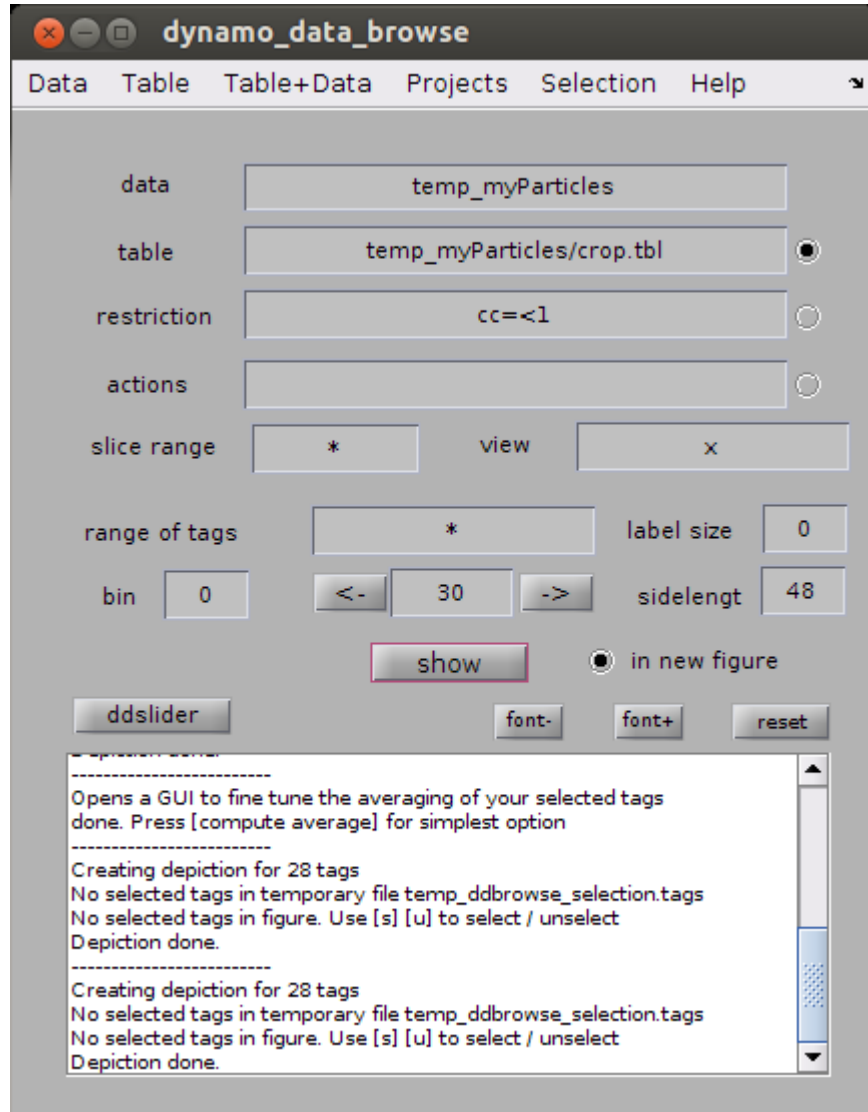 dynamo_data_browse
Data Table Table+Data Projects Selection Help
data temp_myParticles
table temp_myParticles/crop.tbl
restriction cc=<1
actions
slice range * view x
range of tags * label size 0
bin 0 <- 30 -> sidelengt 48
show in new figure
ddslider font- font+ reset
Depiction done.
--------------------------
Opens a GUI to fine tune the averaging of your selected tags
done. Press [compute average] for simplest option
--------------------------
Creating depiction for 28 tags
No selected tags in temporary file temp_ddbrowse_selection.tags
No selected tags in figure. Use [s] [u] to select / unselect
Depiction done.
--------------------------
Creating depiction for 28 tags
No selected tags in temporary file temp_ddbrowse_selection.tags
No selected tags in figure. Use [s] [u] to select / unselect
Depiction done.